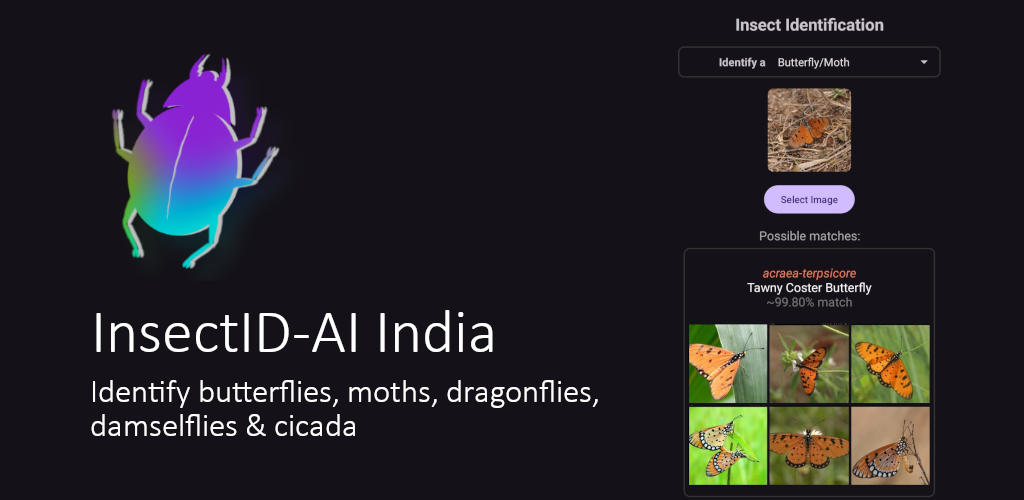 InsectID-AI India
Identify butterflies, moths, dragonflies,
damselflies & cicada
Insect Identification
Identify a Butterfly/Moth
Select Image
Possible matches:
acraea-terpsicore
Tawny Coster Butterfly
~99.80% match